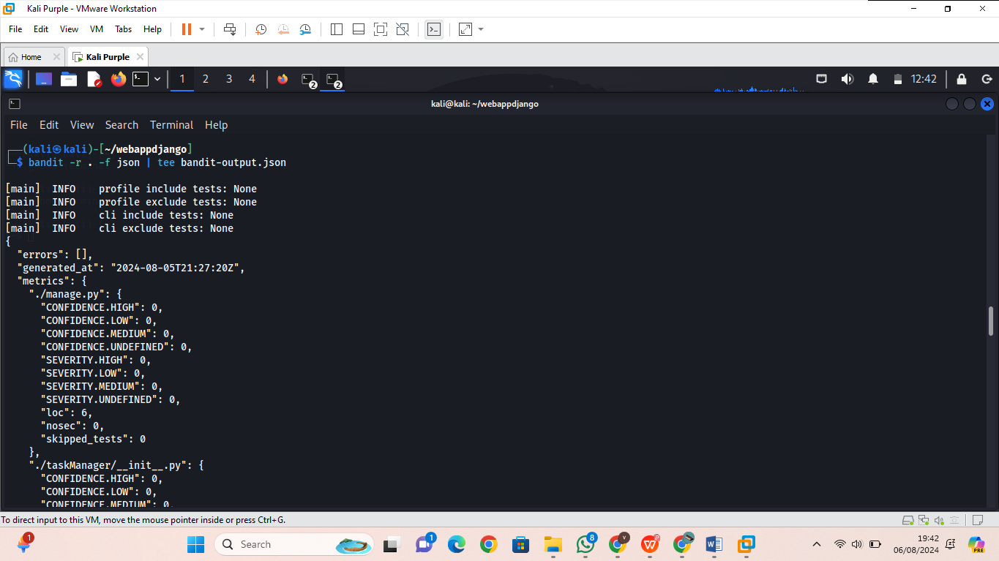 Kali Purple - VMware Workstation
File Edit View VM Tabs Help
Home Kali Purple
1 2 3 4 2 2 12:42
kali@kali: ~/webappdjango
File Edit View Search Terminal Help
┌──(kali㉿kali)-[~/webappdjango]
└─$ bandit -r . -f json | tee bandit-output.json
[main]  INFO    profile include tests: None
[main]  INFO    profile exclude tests: None
[main]  INFO    cli include tests: None
[main]  INFO    cli exclude tests: None
{
  "errors": [],
  "generated_at": "2024-08-05T21:27:20Z",
  "metrics": {
    "./manage.py": {
      "CONFIDENCE.HIGH": 0,
      "CONFIDENCE.LOW": 0,
      "CONFIDENCE.MEDIUM": 0,
      "CONFIDENCE.UNDEFINED": 0,
      "SEVERITY.HIGH": 0,
      "SEVERITY.LOW": 0,
      "SEVERITY.MEDIUM": 0,
      "SEVERITY.UNDEFINED": 0,
      "loc": 6,
      "nosec": 0,
      "skipped_tests": 0
    },
    "./taskManager/__init__.py": {
      "CONFIDENCE.HIGH": 0,
      "CONFIDENCE.LOW": 0,
      "CONFIDENCE.MEDIUM": 0,
To direct input to this VM, move the mouse pointer inside or press Ctrl+G.
1 Search 1 8 V W PRE
19:42
06/08/2024